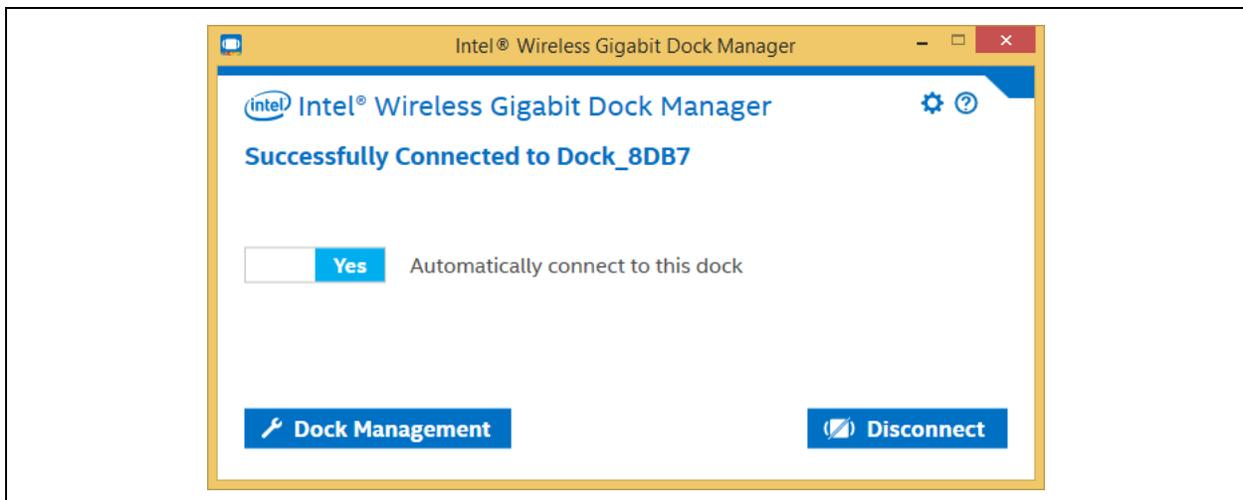 Intel® Wireless Gigabit Dock Manager
intel Intel® Wireless Gigabit Dock Manager
Successfully Connected to Dock_8DB7
Yes Automatically connect to this dock
Dock Management Disconnect